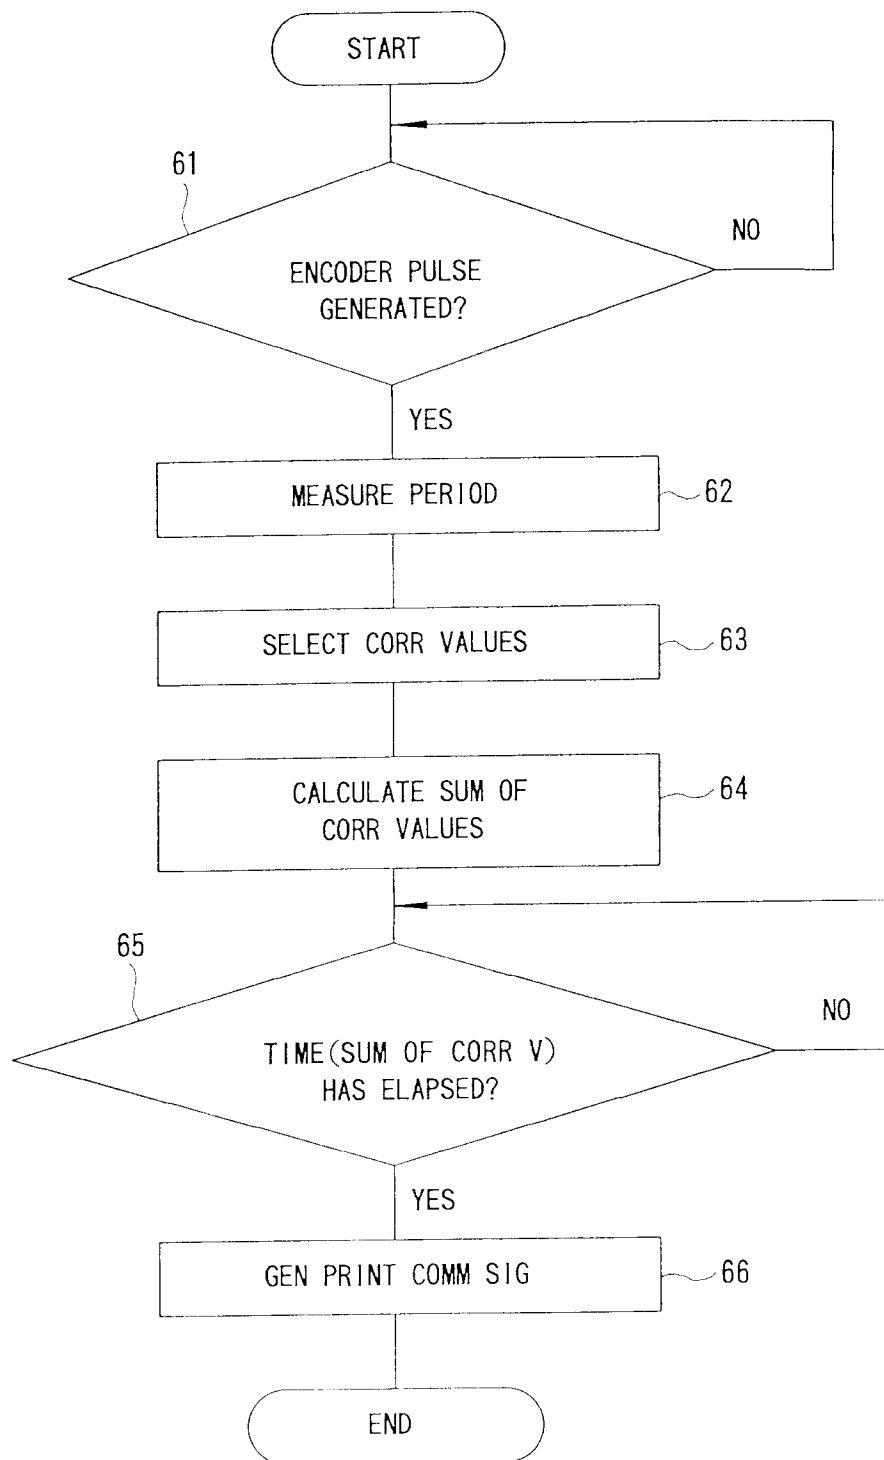 START
61
NO
ENCODER PULSE
GENERATED?
YES
MEASURE PERIOD
62
SELECT CORR VALUES
63
CALCULATE SUM OF
CORR VALUES
64
65
NO
TIME(SUM OF CORR V)
HAS ELAPSED?
YES
GEN PRINT COMM SIG
66
END